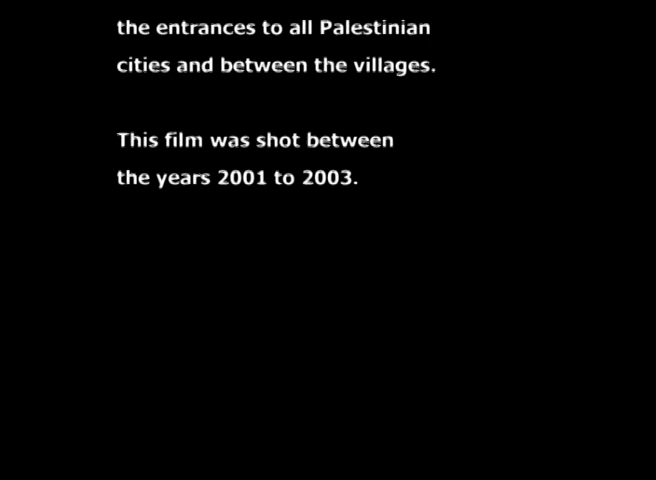 the entrances to all Palestinian
cities and between the villages.
This film was shot between
the years 2001 to 2003.